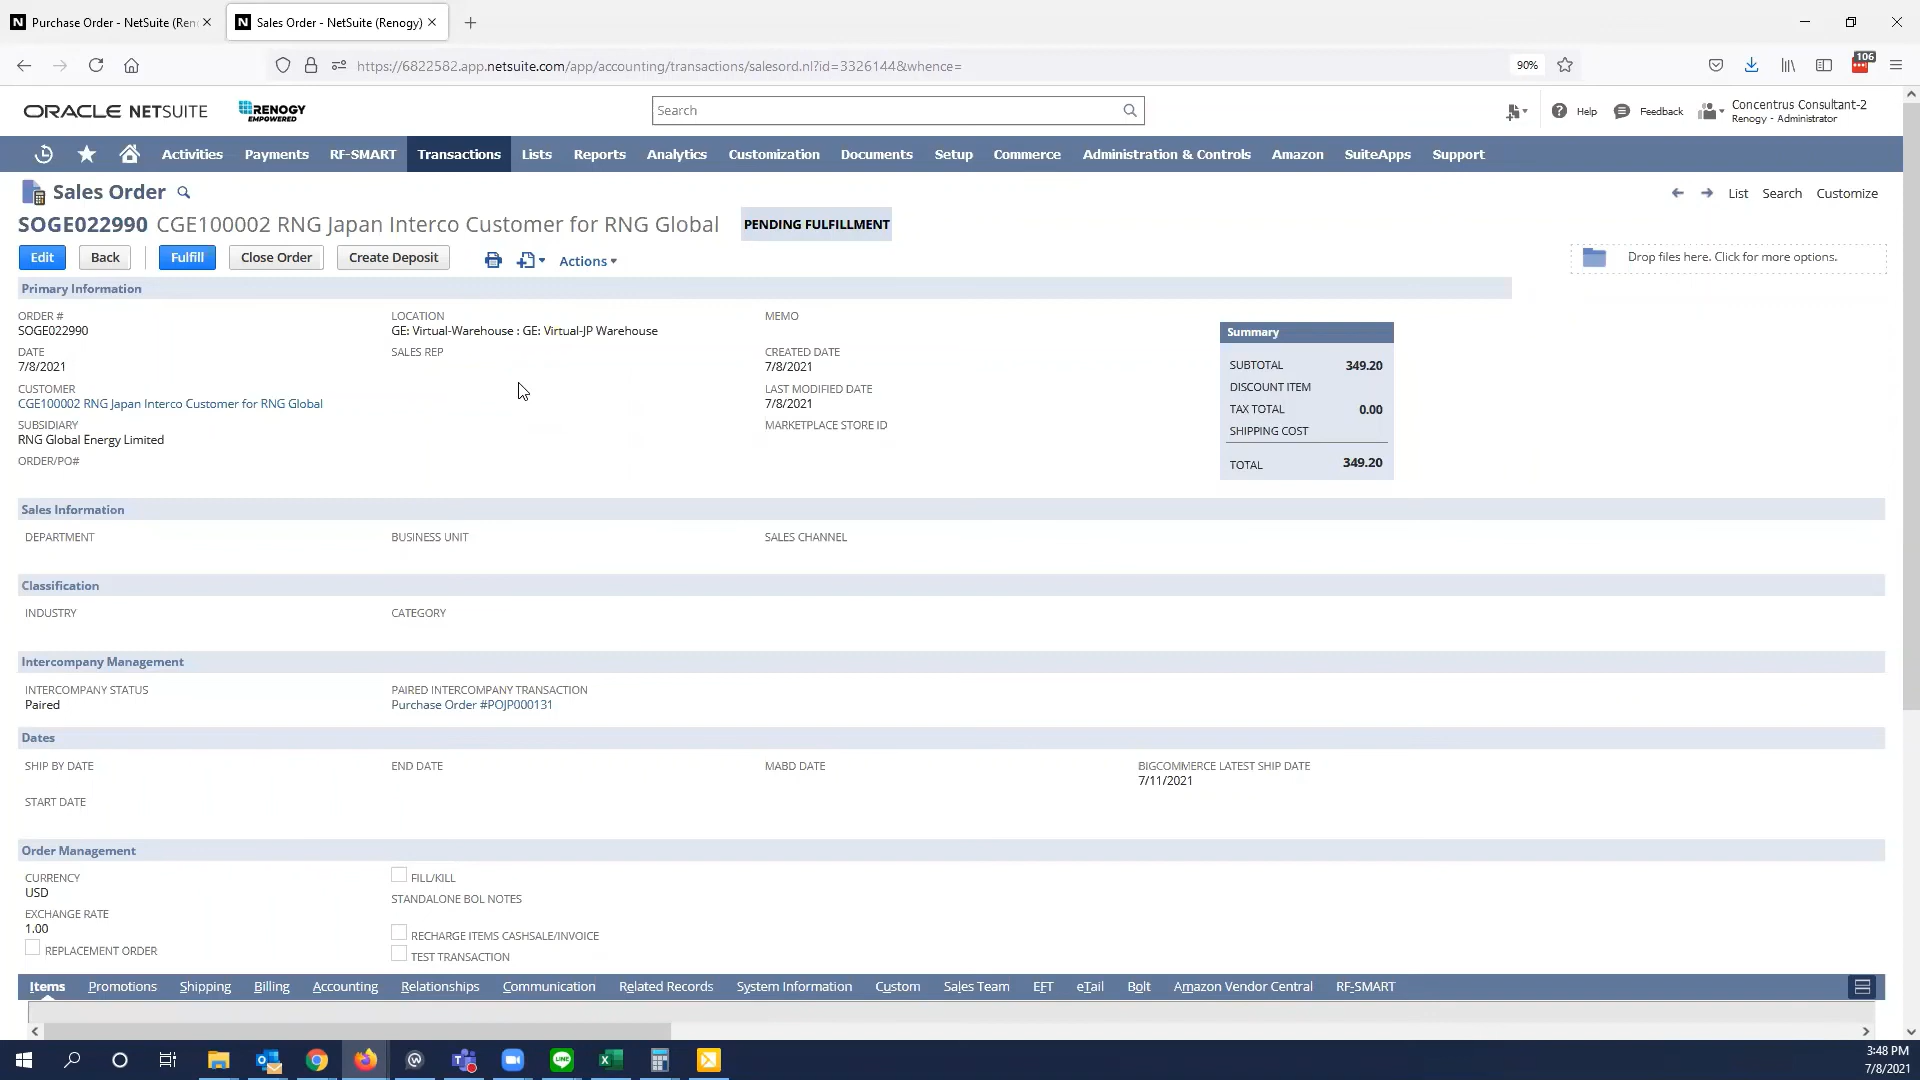 Purchase Order - NetSuite (Ren
Sales Order - NetSuite (Renogy)
https://6822582.app.netsuite.com/app/accounting/transactions/salesord.nl?id=3326144&whence=
90%
106
ORACLE NETSUITE
RENOGY
EMPOWERED
Search
Help
Feedback
Concentrus Consultant-2
Renogy - Administrator
Activities Payments RF-SMART Transactions Lists Reports Analytics Customization Documents Setup Commerce Administration & Controls Amazon SuiteApps Support
Sales Order
List Search Customize
SOGE022990 CGE100002 RNG Japan Interco Customer for RNG Global PENDING FULFILLMENT
Edit Back Fulfill Close Order Create Deposit Actions
Drop files here. Click for more options.
Primary Information
ORDER #
SOGE022990
DATE
7/8/2021
CUSTOMER
CGE100002 RNG Japan Interco Customer for RNG Global
SUBSIDIARY
RNG Global Energy Limited
ORDER/PO#
LOCATION
GE: Virtual-Warehouse : GE: Virtual-JP Warehouse
SALES REP
MEMO
CREATED DATE
7/8/2021
LAST MODIFIED DATE
7/8/2021
MARKETPLACE STORE ID
Summary
SUBTOTAL 349.20
DISCOUNT ITEM
TAX TOTAL 0.00
SHIPPING COST
TOTAL 349.20
Sales Information
DEPARTMENT BUSINESS UNIT SALES CHANNEL
Classification
INDUSTRY CATEGORY
Intercompany Management
INTERCOMPANY STATUS
Paired
PAIRED INTERCOMPANY TRANSACTION
Purchase Order #POJP000131
Dates
SHIP BY DATE
START DATE
END DATE
MABD DATE
BIGCOMMERCE LATEST SHIP DATE
7/11/2021
Order Management
CURRENCY
USD
EXCHANGE RATE
1.00
REPLACEMENT ORDER
FILL/KILL
STANDALONE BOL NOTES
RECHARGE ITEMS CASHSALE/INVOICE
TEST TRANSACTION
Items Promotions Shipping Billing Accounting Relationships Communication Related Records System Information Custom Sales Team EFT eTail Bolt Amazon Vendor Central RF-SMART
3:48 PM
7/8/2021